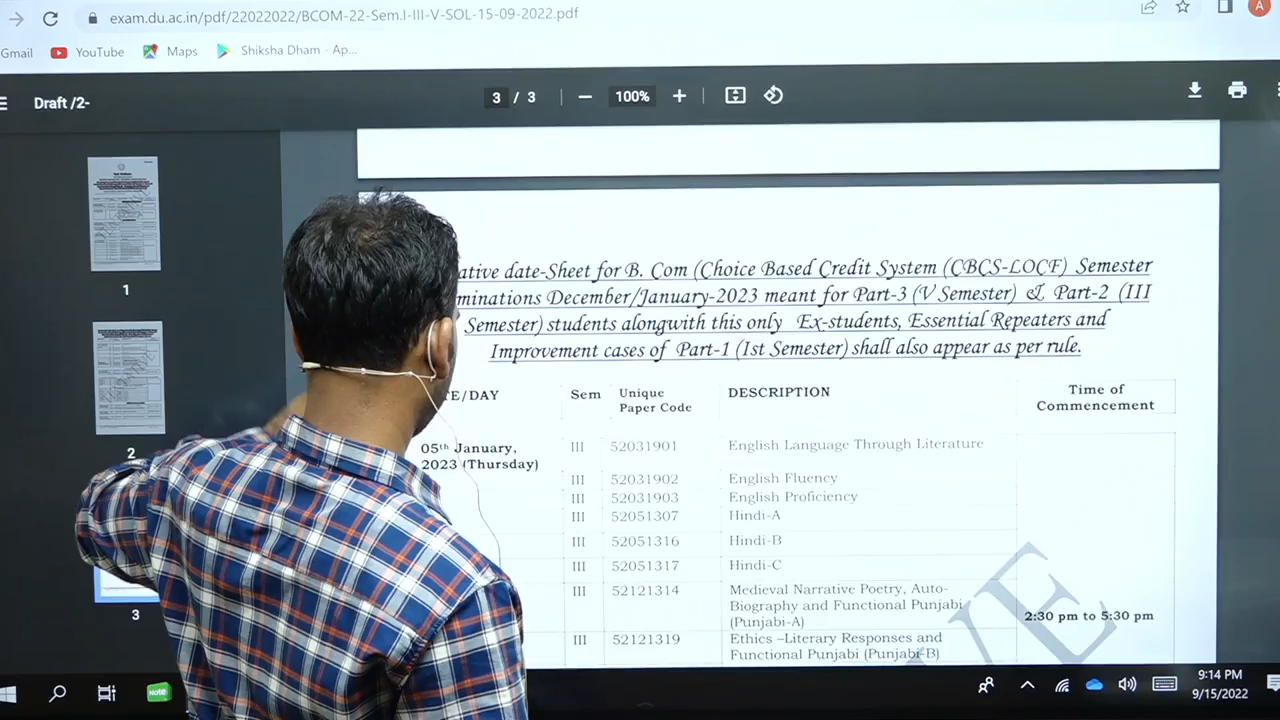 exam.du.ac.in/pdf/22022022/BCOM-22-Sem.I-III-V-SOL-15-09-2022.pdf
A
Gmail
YouTube
Maps
Shiksha Dham - Ap...
Draft /2-
3 / 3
100%
1
2
3
ative date-Sheet for B. Com (Choice Based Credit System (CBCS-LOCF) Semester
minations December/January-2023 meant for Part-3 (V Semester) & Part-2 (III
Semester) students alongwith this only Ex-students, Essential Repeaters and
Improvement cases of Part-1 (Ist Semester) shall also appear as per rule.
E/DAY Sem Unique Paper Code DESCRIPTION Time of Commencement
05th January, 2023 (Thursday) III 52031901 English Language Through Literature
III 52031902 English Fluency
III 52031903 English Proficiency
III 52051307 Hindi-A
III 52051316 Hindi-B
III 52051317 Hindi-C
III 52121314 Medieval Narrative Poetry, Auto-
Biography and Functional Punjabi
(Punjabi-A)
2:30 pm to 5:30 pm
III 52121319 Ethics –Literary Responses and
Functional Punjabi (Punjabi-B)
VE
Note
9:14 PM
9/15/2022